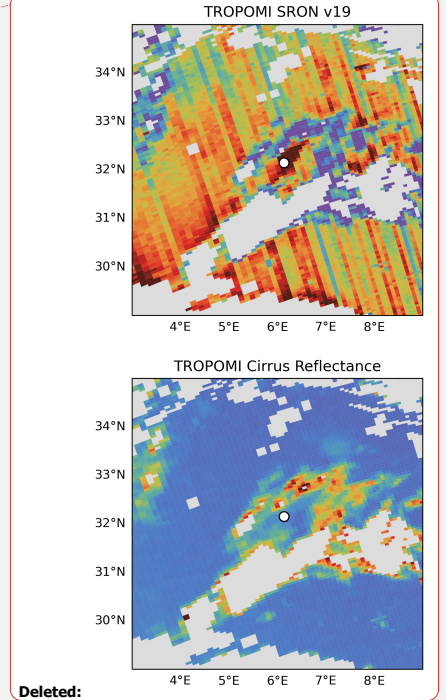 TROPOMI SRON v19
34°N
33°N
32°N
31°N
30°N
4°E 5°E 6°E 7°E 8°E
TROPOMI Cirrus Reflectance
34°N
33°N
32°N
31°N
30°N
4°E 5°E 6°E 7°E 8°E
Deleted: